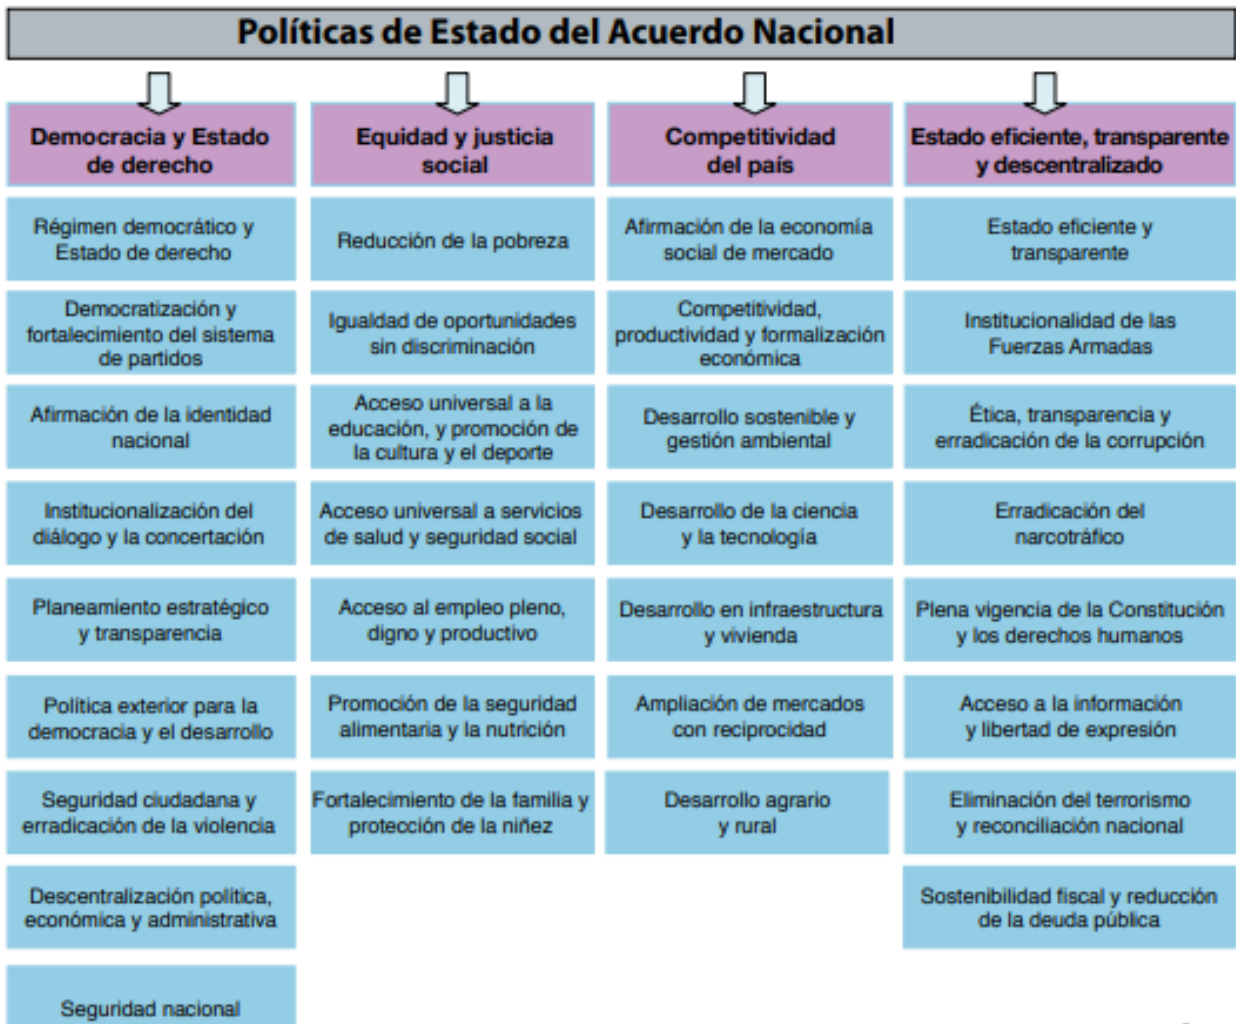 Políticas de Estado del Acuerdo Nacional
Democracia y Estado
de derecho
Régimen democrático y
Estado de derecho
Democratización y
fortalecimiento del sistema
de partidos
Afirmación de la identidad
nacional
Institucionalización del
diálogo y la concertación
Planeamiento estratégico
y transparencia
Política exterior para la
democracia y el desarrollo
Seguridad ciudadana y
erradicación de la violencia
Descentralización política,
económica y administrativa
Seguridad nacional
Equidad y justicia
social
Reducción de la pobreza
Igualdad de oportunidades
sin discriminación
Acceso universal a la
educación, y promoción de
la cultura y el deporte
Acceso universal a servicios
de salud y seguridad social
Acceso al empleo pleno,
digno y productivo
Promoción de la seguridad
alimentaria y la nutrición
Fortalecimiento de la familia y
protección de la niñez
Competitividad
del país
Afirmación de la economía
social de mercado
Competitividad,
productividad y formalización
económica
Desarrollo sostenible y
gestión ambiental
Desarrollo de la ciencia
y la tecnología
Desarrollo en infraestructura
y vivienda
Ampliación de mercados
con reciprocidad
Desarrollo agrario
y rural
Estado eficiente, transparente
y descentralizado
Estado eficiente y
transparente
Institucionalidad de las
Fuerzas Armadas
Ética, transparencia y
erradicación de la corrupción
Erradicación del
narcotráfico
Plena vigencia de la Constitución
y los derechos humanos
Acceso a la información
y libertad de expresión
Eliminación del terrorismo
y reconciliación nacional
Sostenibilidad fiscal y reducción
de la deuda pública